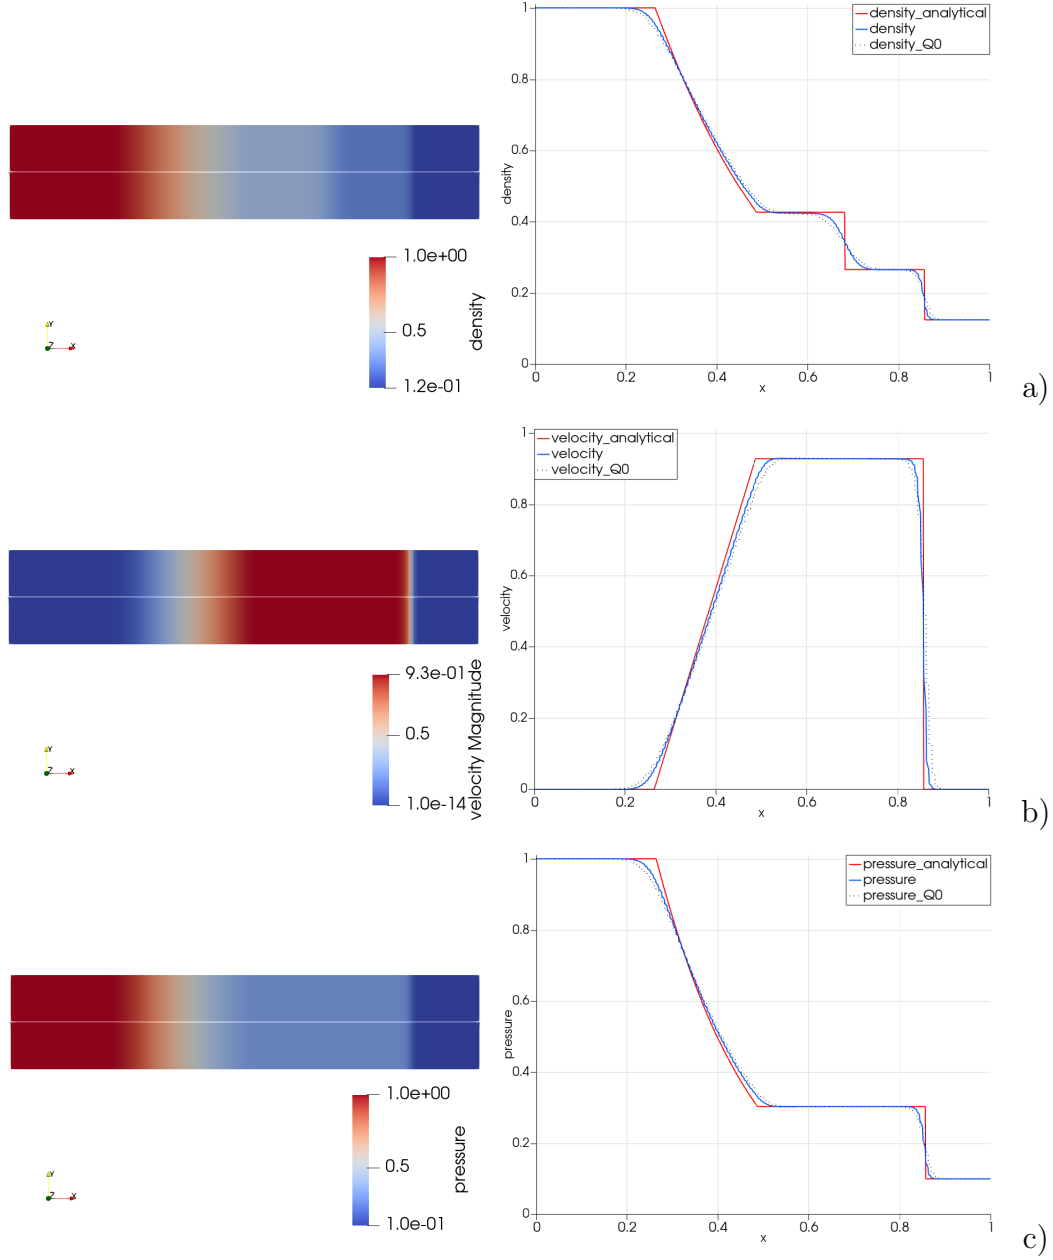 1.0e+00
0.5
1.2e-01
density
Y
Z
X
1
0.8
0.6
0.4
0.2
0
density
density_analytical
density
density_Q0
0
0.2
0.4
0.6
0.8
1
x
a)
9.3e-01
0.5
1.0e-14
velocity Magnitude
Y
Z
X
1
0.8
0.6
0.4
0.2
0
velocity
velocity_analytical
velocity
velocity_Q0
0
0.2
0.4
0.6
0.8
1
x
b)
1.0e+00
0.5
1.0e-01
pressure
Y
Z
X
1
0.8
0.6
0.4
0.2
0
pressure
pressure_analytical
pressure
pressure_Q0
0
0.2
0.4
0.6
0.8
1
x
c)